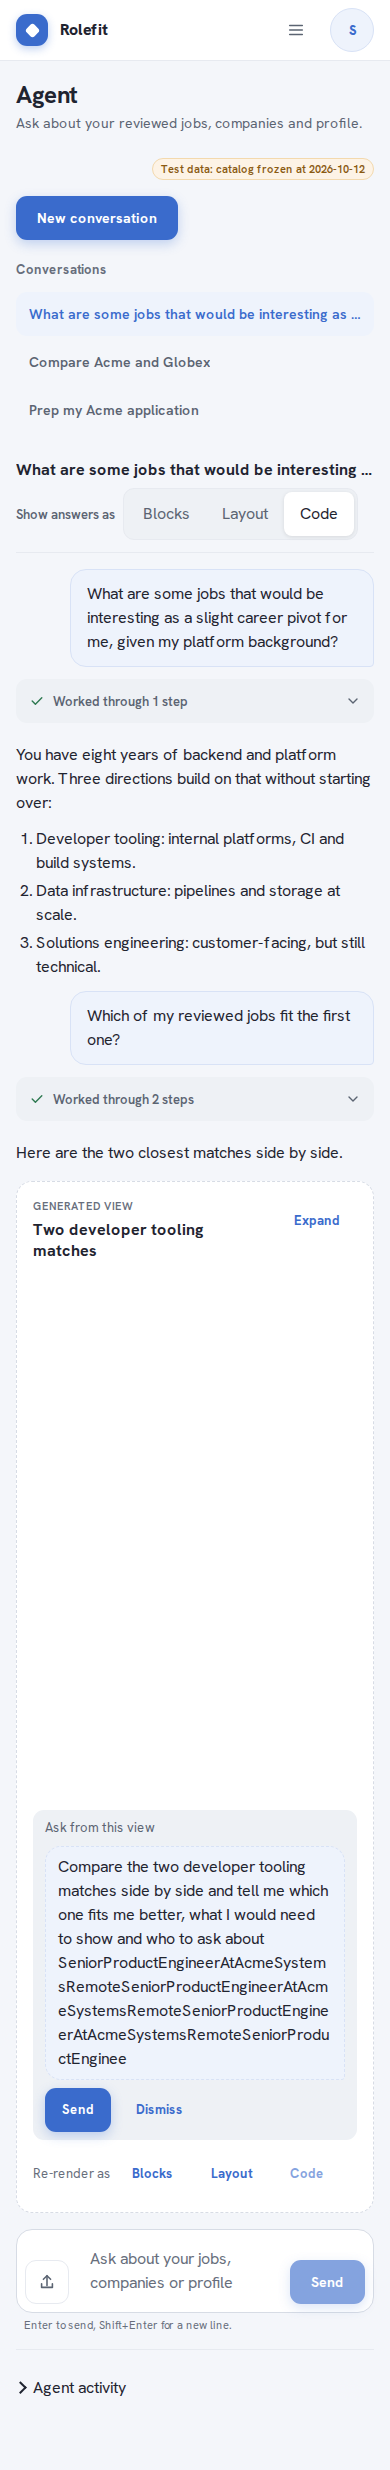 Rolefit
S
Agent
Ask about your reviewed jobs, companies and profile.
Test data: catalog frozen at 2026-10-12
New conversation
Conversations
What are some jobs that would be interesting as ...
Compare Acme and Globex
Prep my Acme application
What are some jobs that would be interesting ...
Show answers as
Blocks
Layout
Code
What are some jobs that would be
interesting as a slight career pivot for
me, given my platform background?
Worked through 1 step
You have eight years of backend and platform
work. Three directions build on that without starting
over:
1. Developer tooling: internal platforms, CI and
build systems.
2. Data infrastructure: pipelines and storage at
scale.
3. Solutions engineering: customer-facing, but still
technical.
Which of my reviewed jobs fit the first
one?
Worked through 2 steps
Here are the two closest matches side by side.
GENERATED VIEW
Two developer tooling
matches
Expand
Ask from this view
Compare the two developer tooling
matches side by side and tell me which
one fits me better, what I would need
to show and who to ask about
SeniorProductEngineerAtAcmeSystem
sRemoteSeniorProductEngineerAtAcm
eSystemsRemoteSeniorProductEngine
erAtAcmeSystemsRemoteSeniorProdu
ctEnginee
Send
Dismiss
Re-render as
Blocks
Layout
Code
Ask about your jobs,
companies or profile
Send
Enter to send, Shift+Enter for a new line.
Agent activity